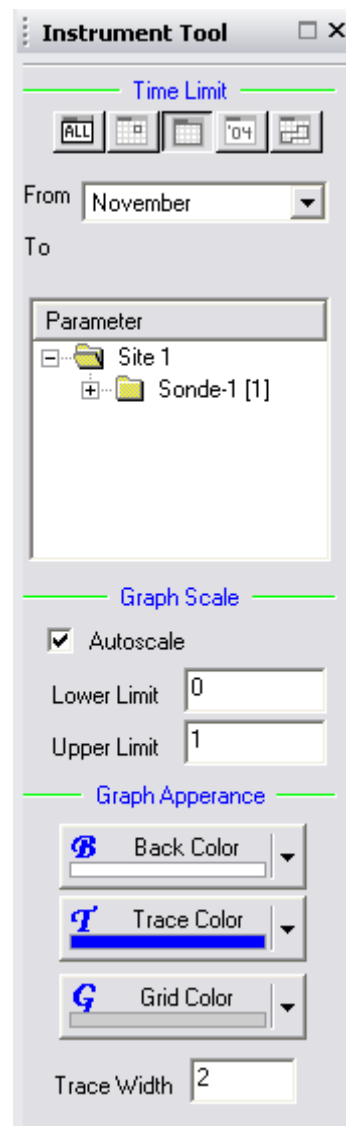 Instrument Tool
Time Limit
ALL '04
From November
To
Parameter
Site 1
Sonde-1 [1]
Graph Scale
Autoscale
Lower Limit 0
Upper Limit 1
Graph Apperance
B Back Color
T Trace Color
G Grid Color
Trace Width 2